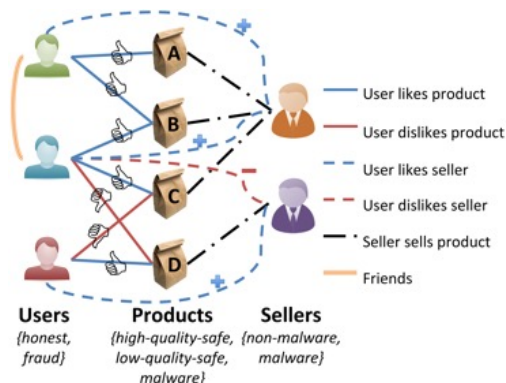 A
B
C
D
User likes product
User dislikes product
User likes seller
User dislikes seller
Seller sells product
Friends
Users
{honest,
fraud}
Products
{high-quality-safe,
low-quality-safe,
malware}
Sellers
{non-malware,
malware}